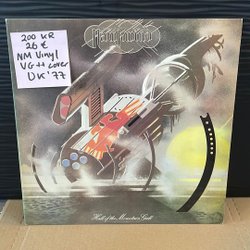 200 KR
26 €
NM Vinyl
VG++ cover
UK '77
Hawkwind
Hall of the Mountain Grill